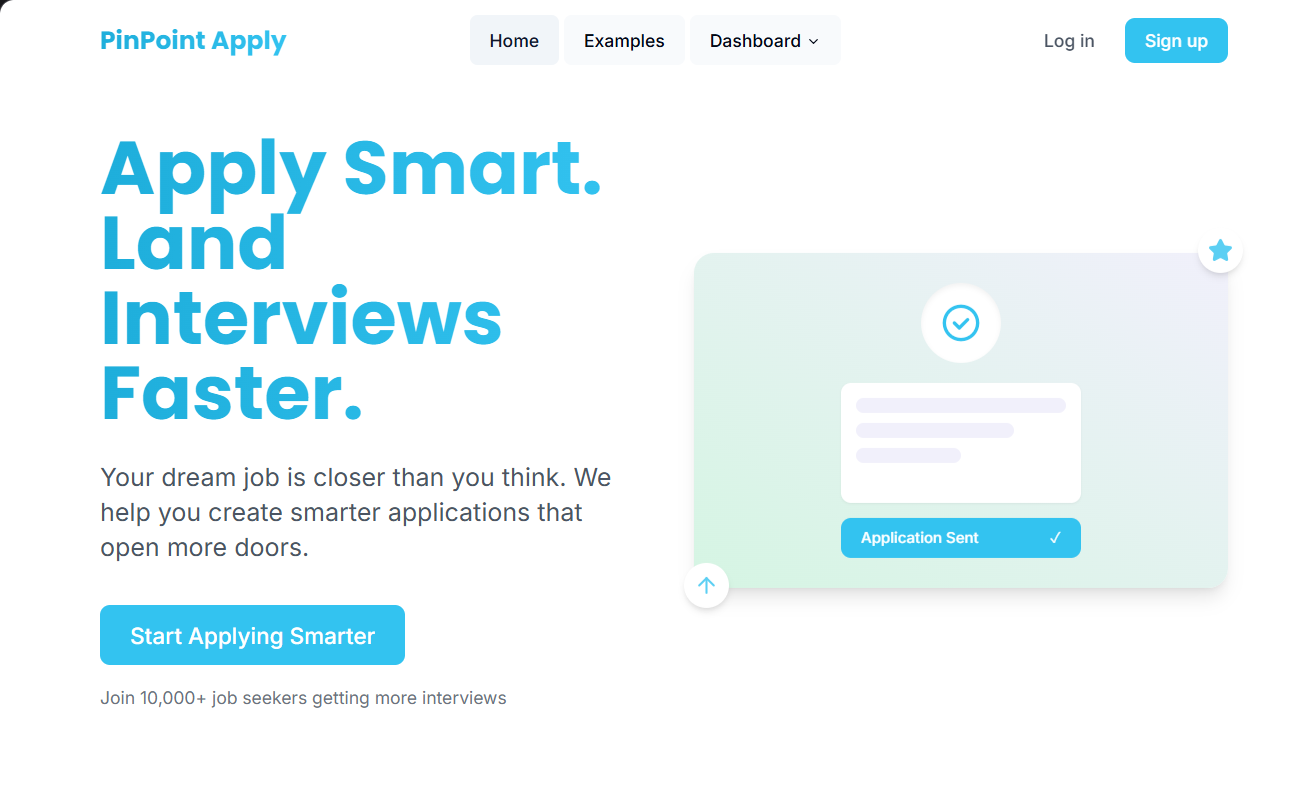 PinPoint Apply
Home
Examples
Dashboard
Log in
Sign up
Apply Smart.
Land
Interviews
Faster.
Your dream job is closer than you think. We
help you create smarter applications that
open more doors.
Start Applying Smarter
Join 10,000+ job seekers getting more interviews
Application Sent ✓